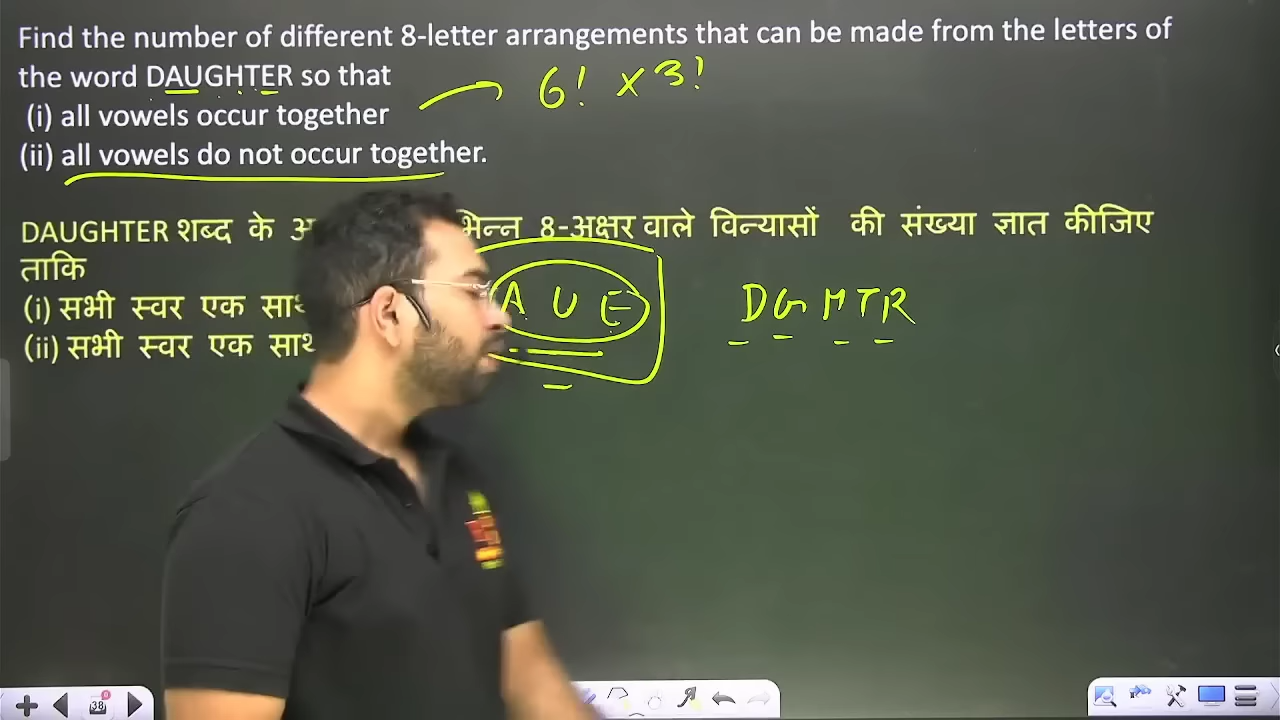 Find the number of different 8-letter arrangements that can be made from the letters of
the word DAUGHTER so that
6! × 3!
(i) all vowels occur together
(ii) all vowels do not occur together.
DAUGHTER शब्द के 8-अक्षर वाले विन्यासों की संख्या ज्ञात कीजिए
ताकि
(i) सभी स्वर एक
A U E D G H T R
(ii) सभी स्वर एक
38